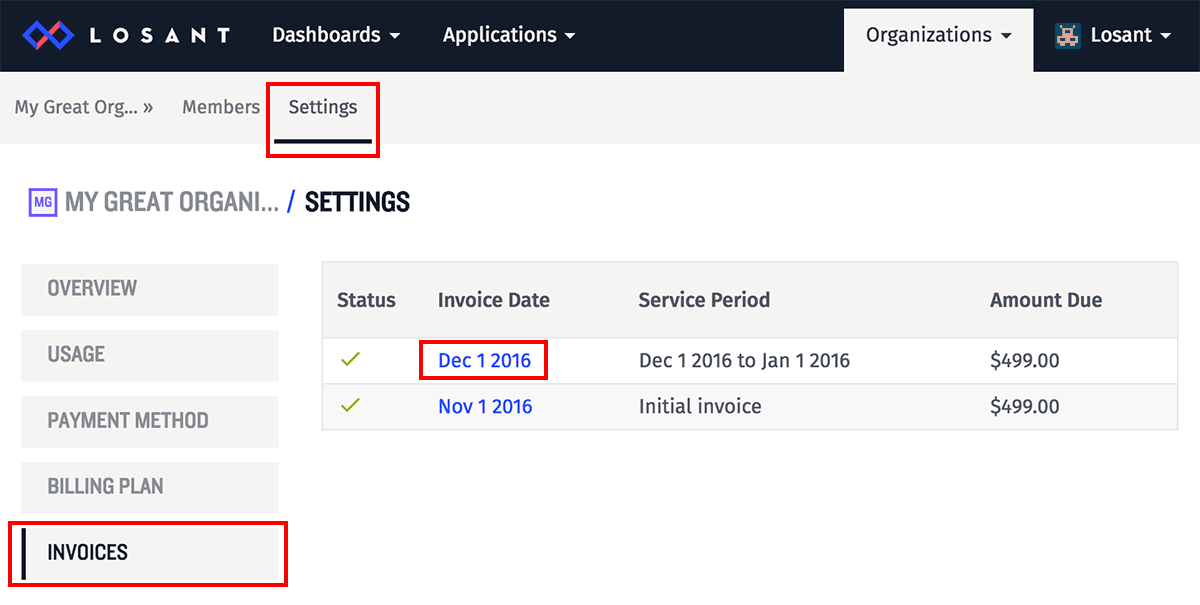 LOSANT Dashboards Applications Organizations Losant
My Great Org... » Members Settings
MG MY GREAT ORGANI... / SETTINGS
OVERVIEW
USAGE
PAYMENT METHOD
BILLING PLAN
INVOICES
Status Invoice Date Service Period Amount Due
Dec 1 2016 Dec 1 2016 to Jan 1 2016 $499.00
Nov 1 2016 Initial invoice $499.00